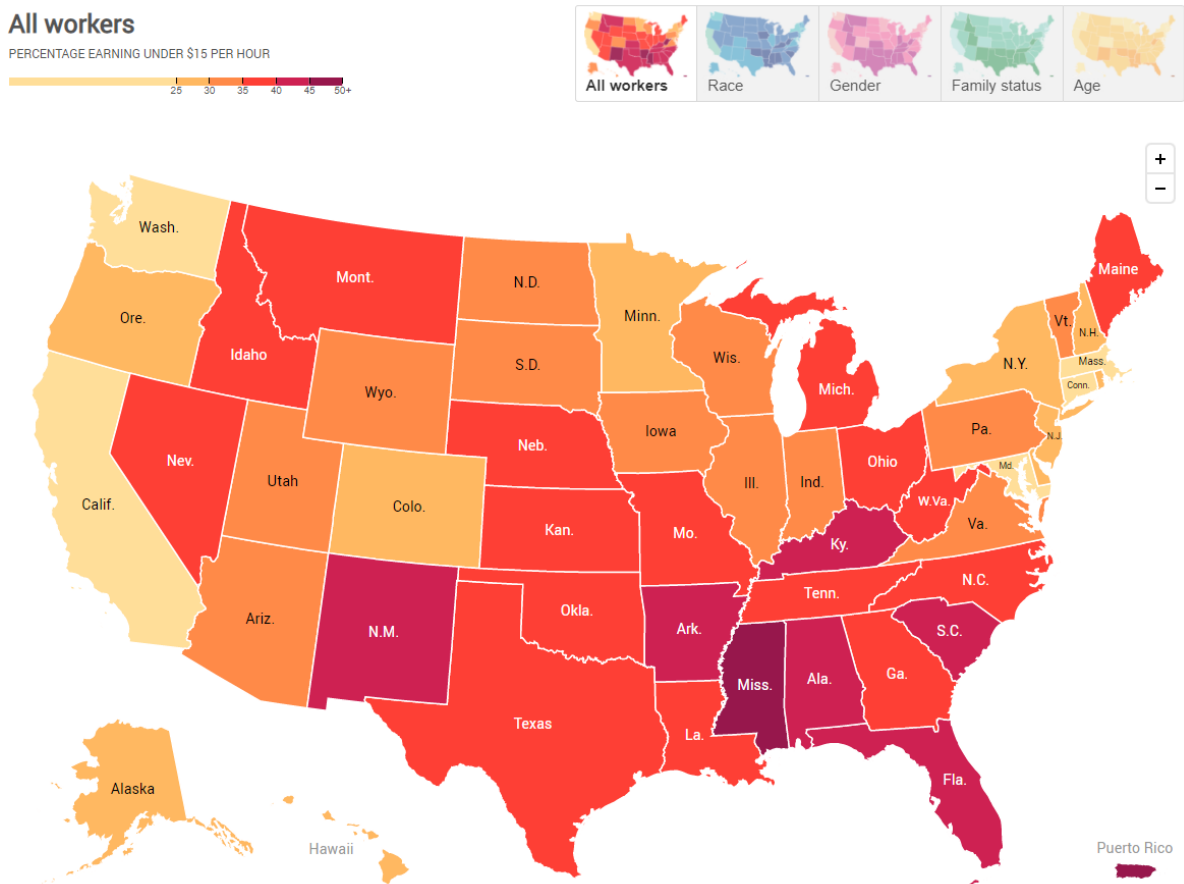 All workers
PERCENTAGE EARNING UNDER $15 PER HOUR
25 30 35 40 45 50+
All workers
Race
Gender
Family status
Age
+
−
Wash.
Mont.
N.D.
Maine
Ore.
Minn.
Vt.
N.H.
Idaho
S.D.
Wis.
N.Y.
Mass.
Wyo.
Mich.
Conn.
Nev.
Neb.
Iowa
Pa.
N.J.
Utah
Ill.
Ind.
Ohio
Md.
Calif.
Colo.
Kan.
Mo.
W.Va.
Va.
Ky.
Ariz.
N.M.
Okla.
Ark.
Tenn.
N.C.
S.C.
Texas
La.
Miss.
Ala.
Ga.
Alaska
Fla.
Hawaii
Puerto Rico